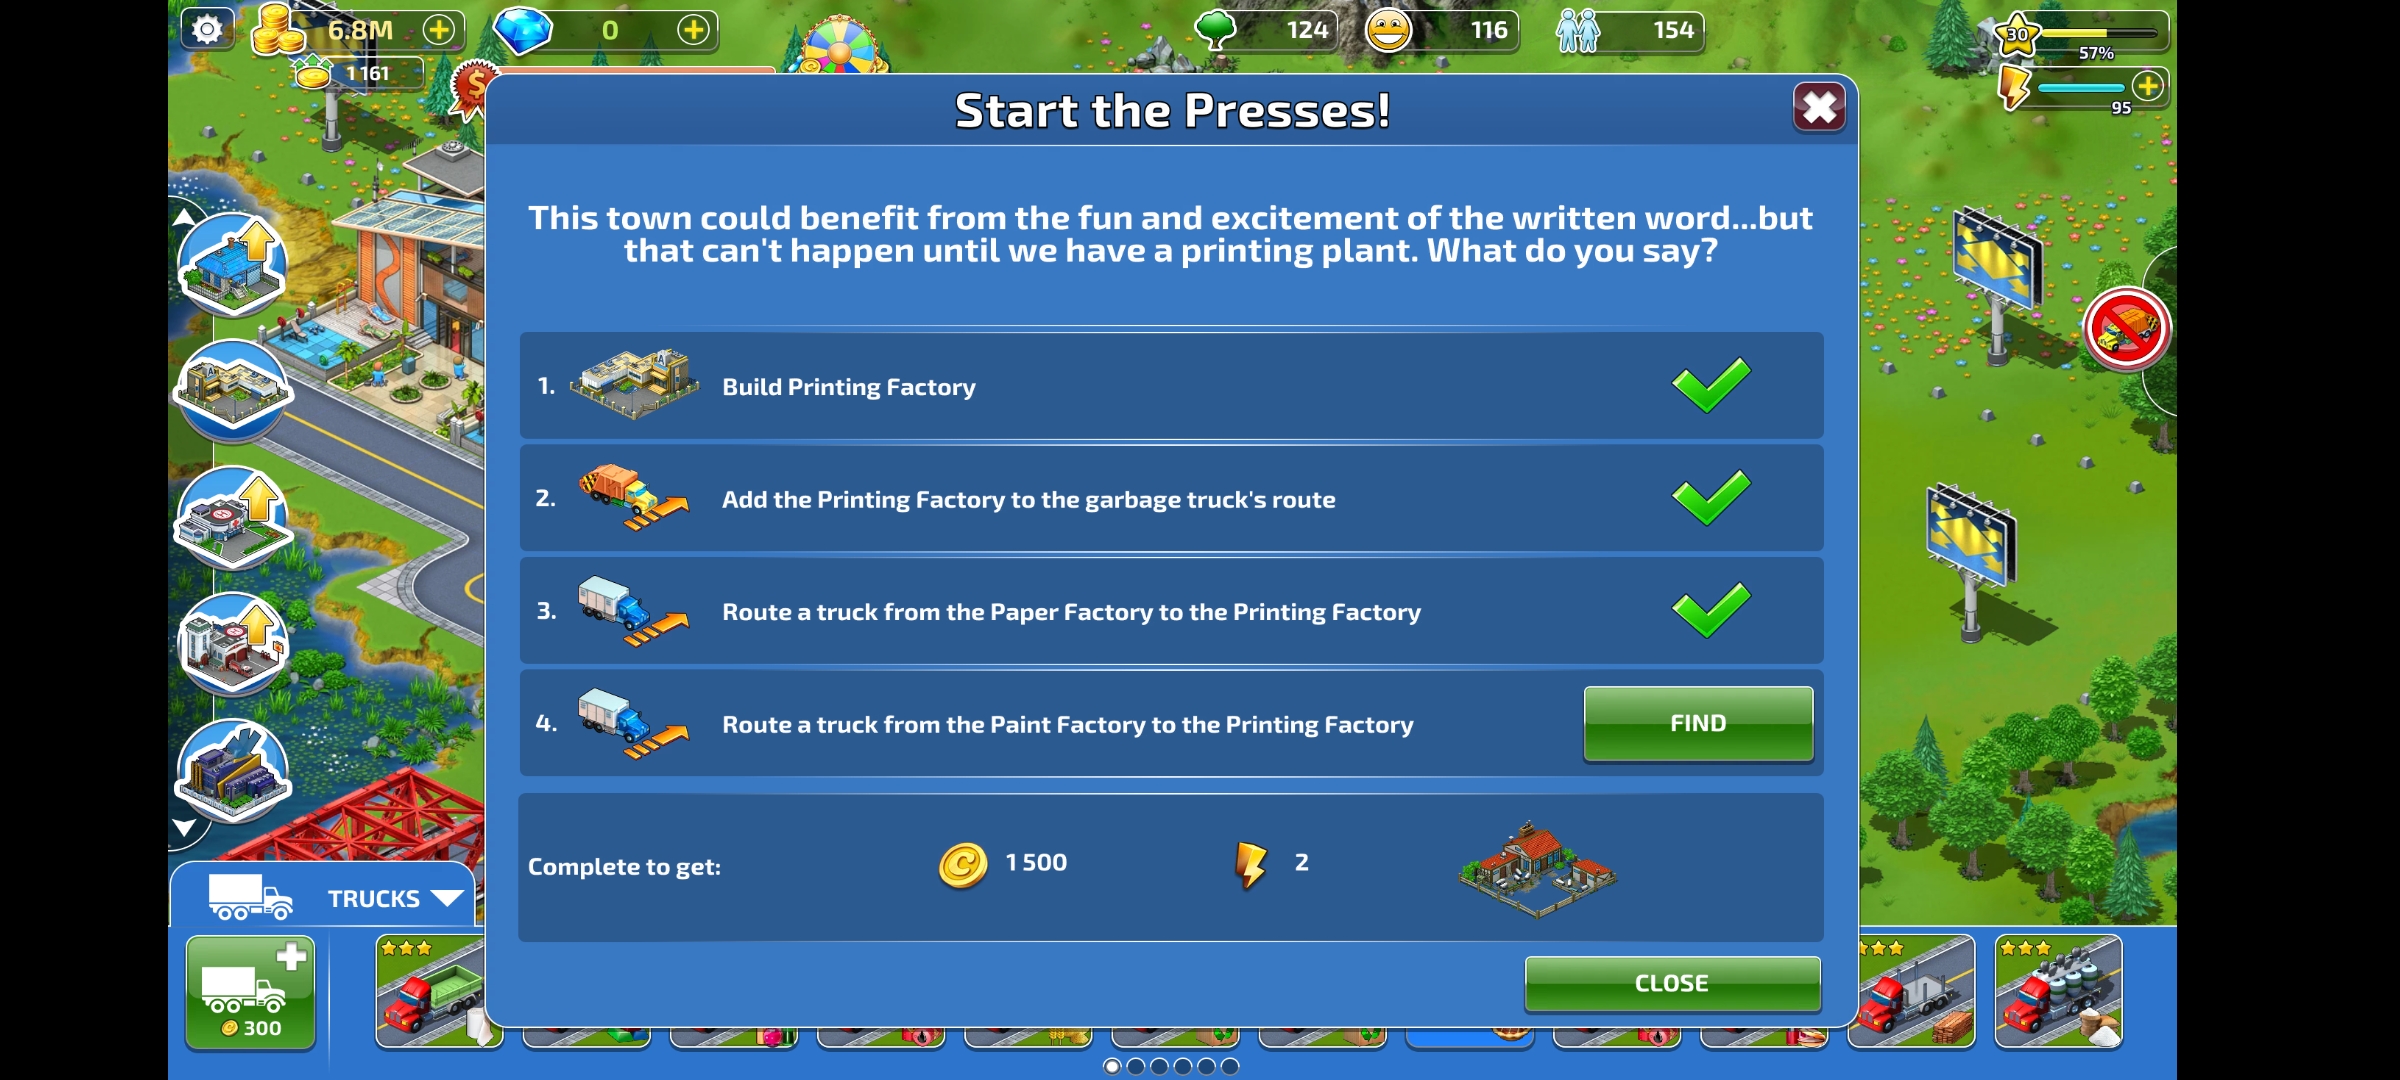 6.8M
0
124
116
154
30
57%
1 161
95
Start the Presses!
This town could benefit from the fun and excitement of the written word...but
that can't happen until we have a printing plant. What do you say?
1. Build Printing Factory
2. Add the Printing Factory to the garbage truck's route
3. Route a truck from the Paper Factory to the Printing Factory
4. Route a truck from the Paint Factory to the Printing Factory
FIND
Complete to get:
1 500
2
TRUCKS
CLOSE
300